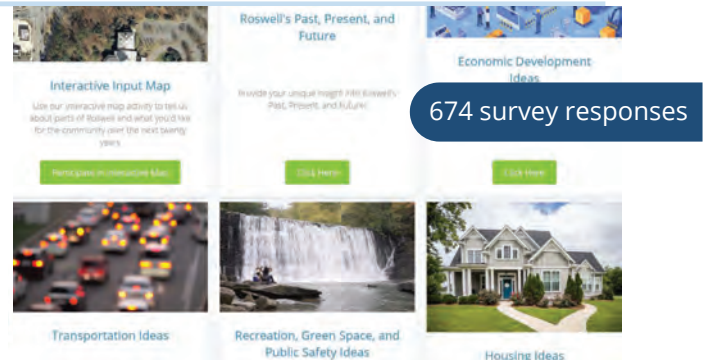 Roswell's Past, Present, and
Future
Economic Development
Ideas
Interactive Input Map
Use our interactive map activity to tell us
about parts of Roswell and what you'd like
for the community over the next twenty
years.
Provide your unique insight into Roswell's
Past, Present, and Future!
674 survey responses
Participate in Interactive Map
Click Here
Click Here
Transportation Ideas
Recreation, Green Space, and
Public Safety Ideas
Housing Ideas